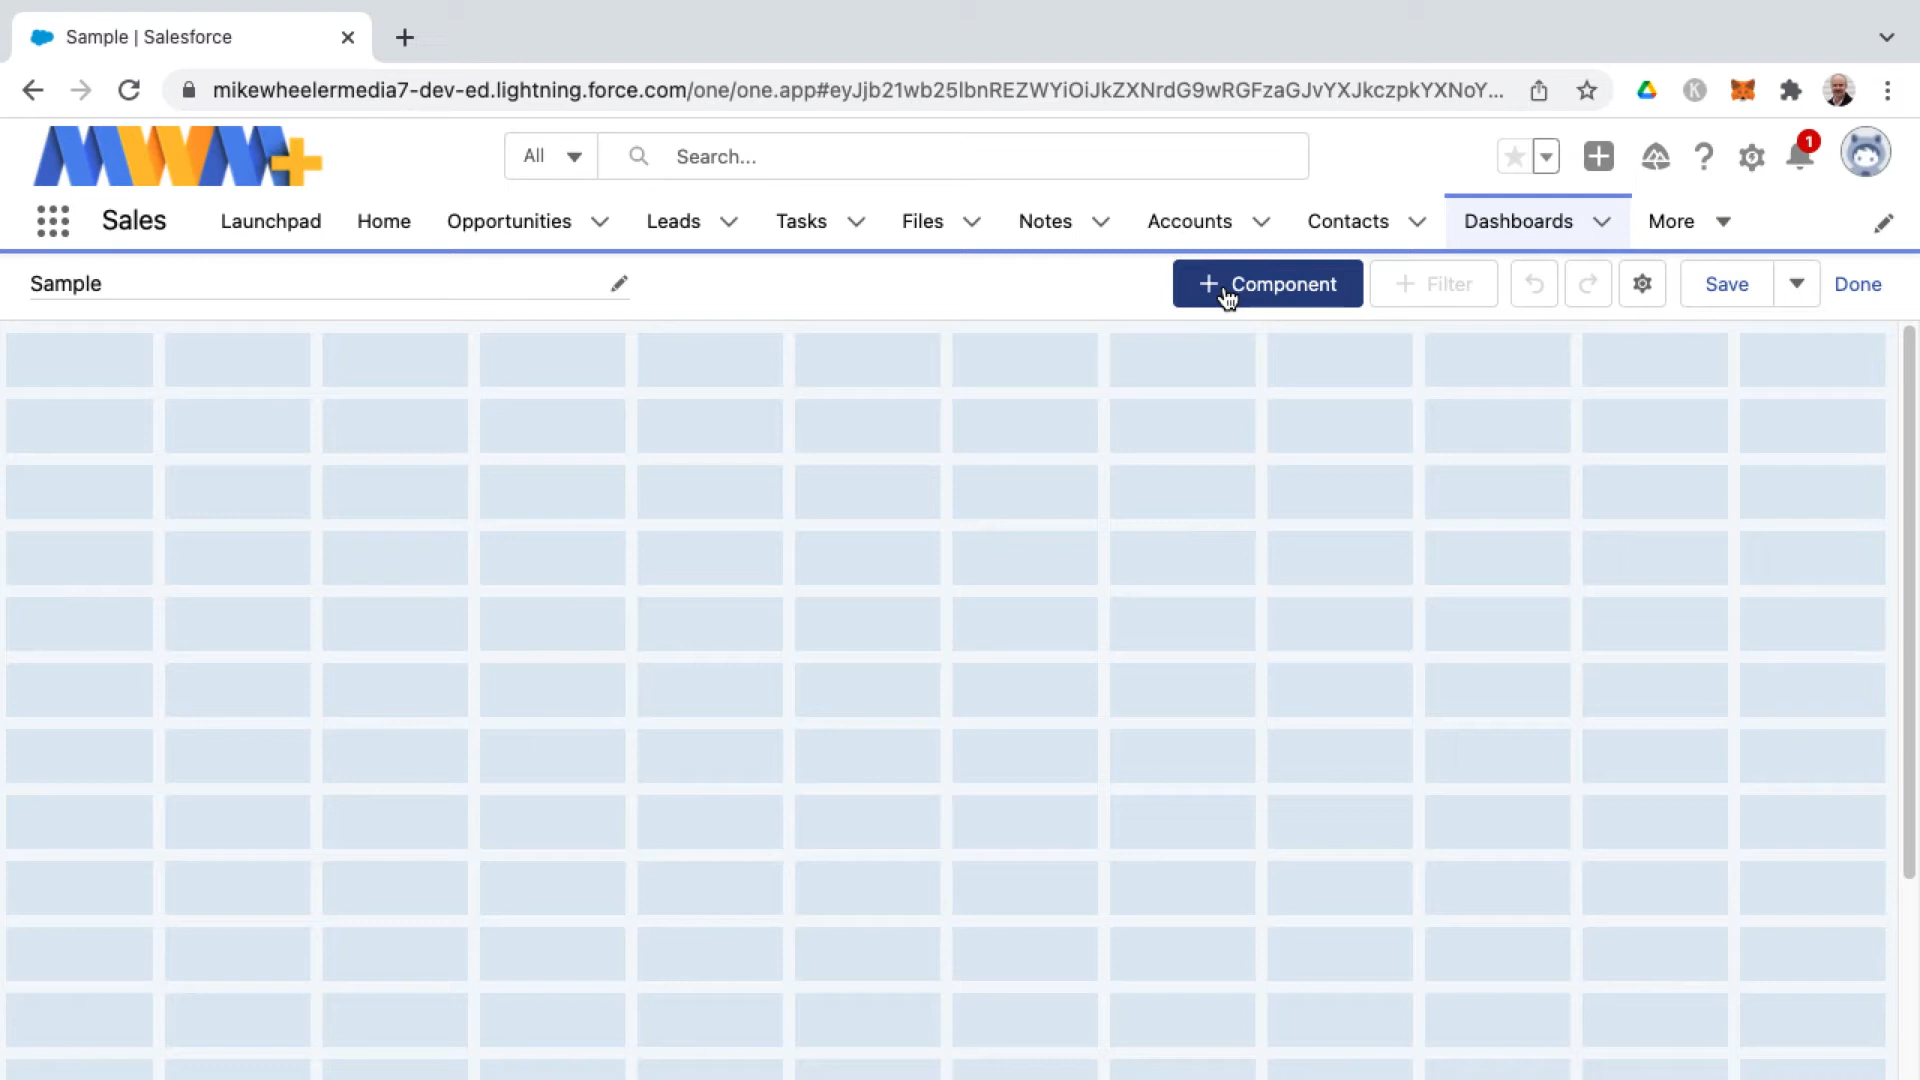 Sample | Salesforce
mikewheelermedia7-dev-ed.lightning.force.com/one/one.app#eyJjb21wb25lbnREZWYiOiJkZXNrdG9wRGFzaGJvYXJkczpkYXNoY...
K
MWM+
All
Search...
1
Sales
Launchpad
Home
Opportunities
Leads
Tasks
Files
Notes
Accounts
Contacts
Dashboards
More
Sample
+ Component
+ Filter
Save
Done